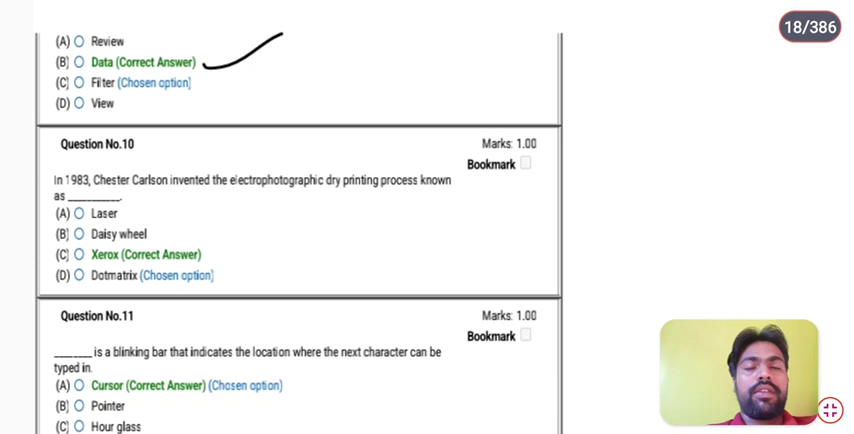 18/386
(A) Review
(B) Data (Correct Answer)
(C) Filter (Chosen option)
(D) View
Question No.10 Marks: 1.00
Bookmark
In 1983, Chester Carlson invented the electrophotographic dry printing process known
as ________.
(A) Laser
(B) Daisy wheel
(C) Xerox (Correct Answer)
(D) Dotmatrix (Chosen option)
Question No.11 Marks: 1.00
Bookmark
______ is a blinking bar that indicates the location where the next character can be
typed in.
(A) Cursor (Correct Answer) (Chosen option)
(B) Pointer
(C) Hour glass